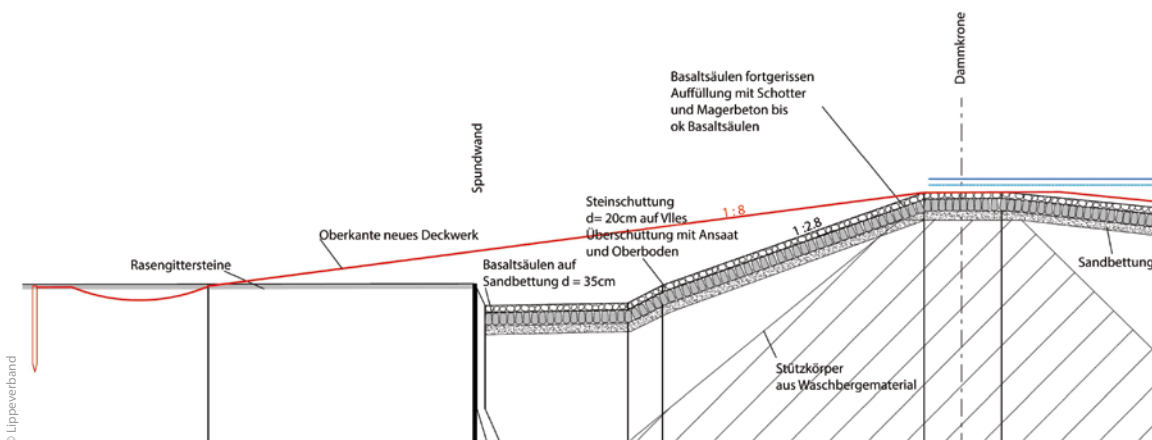 Dammkrone
Basaltsäulen fortgerissen
Auffüllung mit Schotter
und Magerbeton bis
ok Basaltsäulen
Spundwand
Steinschuttung
d= 20cm auf Vlles
Überschuttung mit Ansaat
und Oberboden
1:8
1:2,8
Oberkante neues Deckwerk
Rasengittersteine
Basaltsäulen auf
Sandbettung d = 35cm
Sandbettung
Stützkörper
aus Waschbergematerial
© Lippeverband